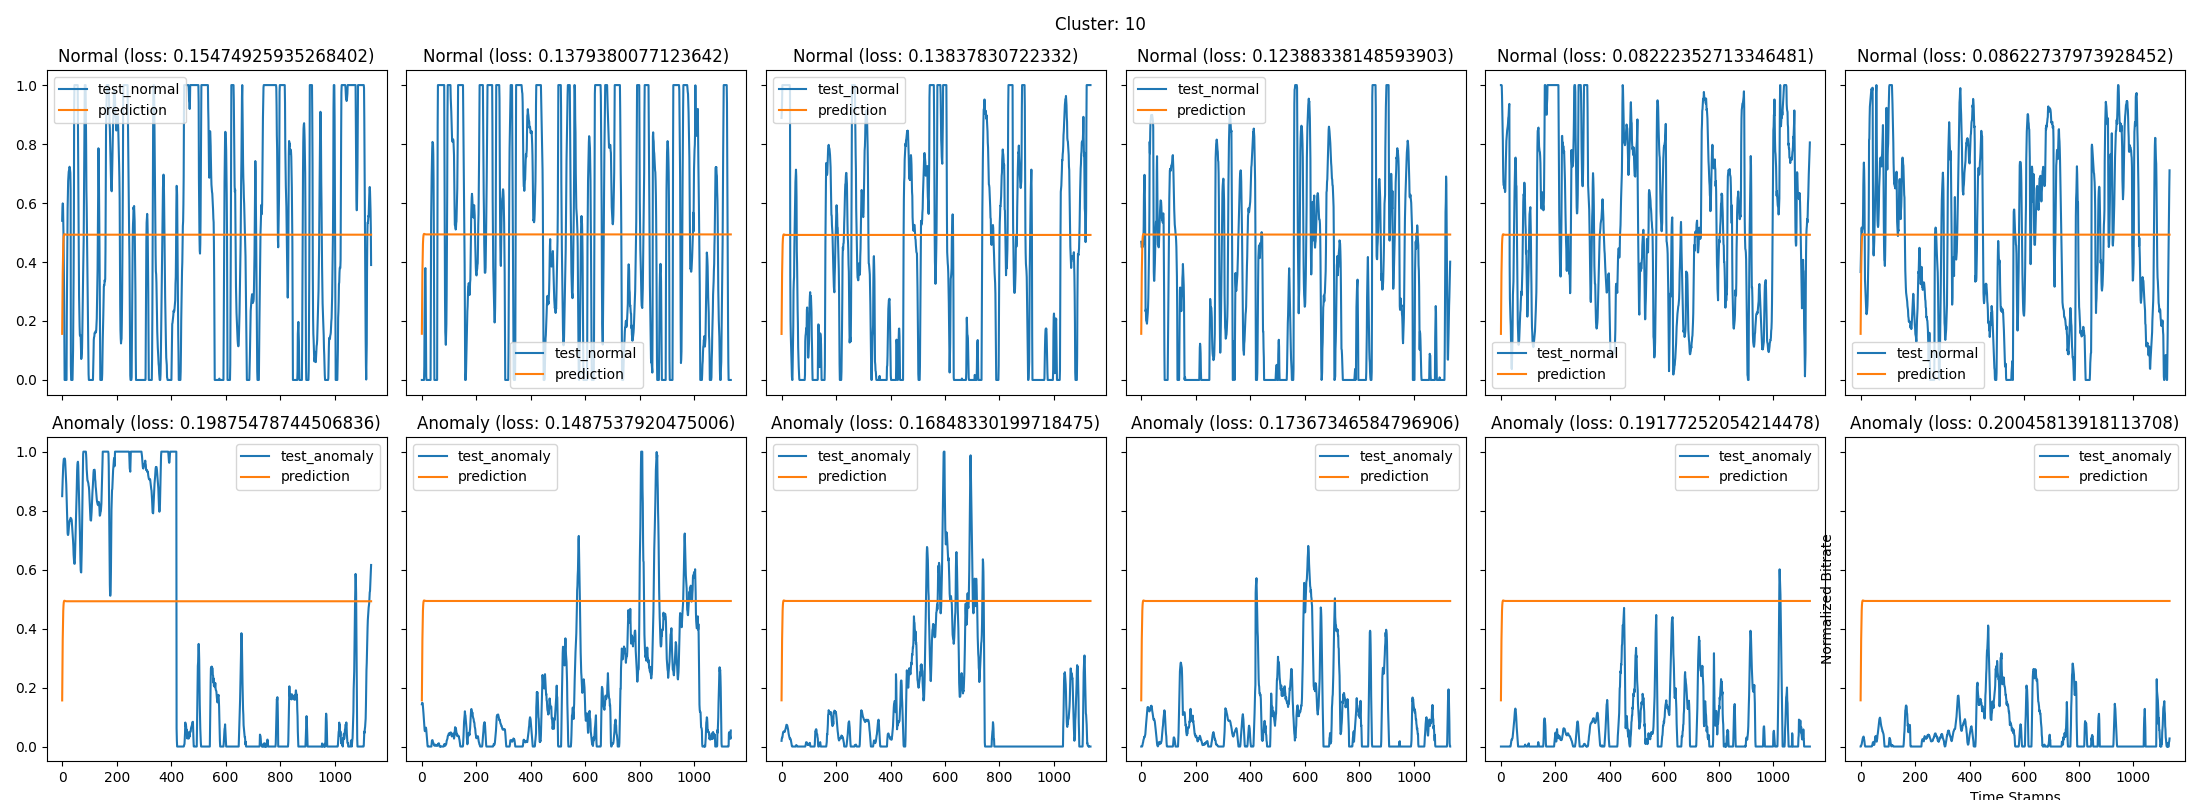 Cluster: 10
Normal (loss: 0.15474925935268402)
Normal (loss: 0.1379380077123642)
Normal (loss: 0.13837830722332)
Normal (loss: 0.12388338148593903)
Normal (loss: 0.08222352713346481)
Normal (loss: 0.08622737973928452)
1.0
0.8
0.6
0.4
0.2
0.0
test_normal
prediction
test_normal
prediction
test_normal
prediction
test_normal
prediction
test_normal
prediction
test_normal
prediction
Anomaly (loss: 0.19875478744506836)
Anomaly (loss: 0.1487537920475006)
Anomaly (loss: 0.16848330199718475)
Anomaly (loss: 0.17367346584796906)
Anomaly (loss: 0.19177252054214478)
Anomaly (loss: 0.20045813918113708)
1.0
0.8
0.6
0.4
0.2
0.0
test_anomaly
prediction
test_anomaly
prediction
test_anomaly
prediction
test_anomaly
prediction
test_anomaly
prediction
test_anomaly
prediction
Normalized Bitrate
0 200 400 600 800 1000
0 200 400 600 800 1000
0 200 400 600 800 1000
0 200 400 600 800 1000
0 200 400 600 800 1000
0 200 400 600 800 1000
Time Stamps